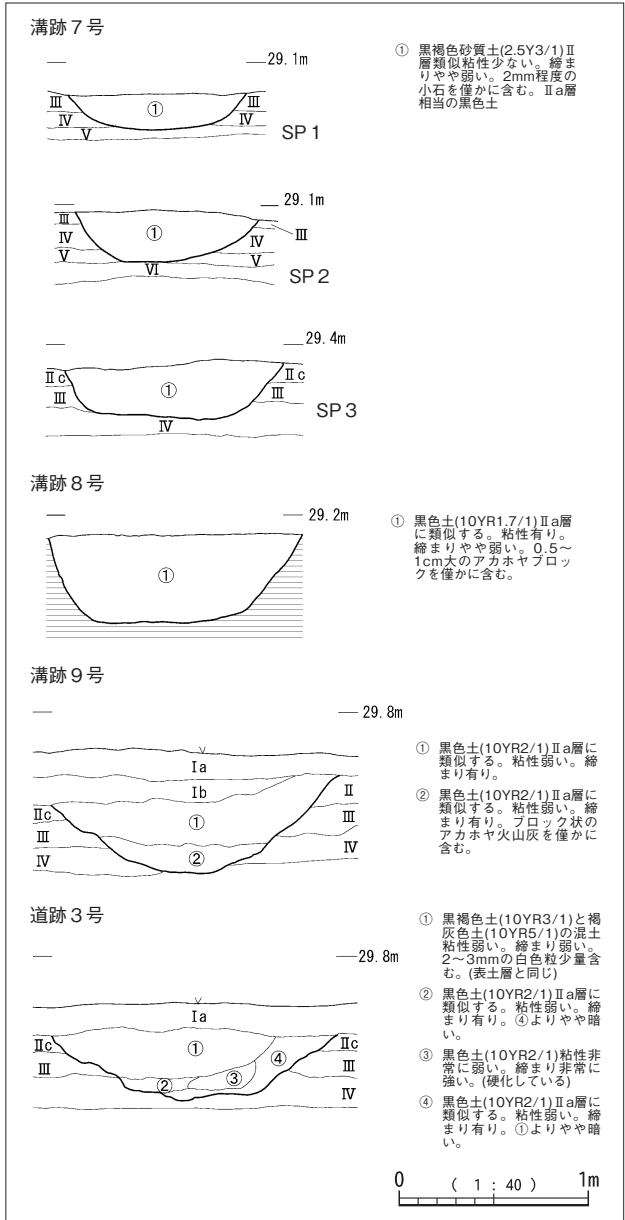 溝跡７号
29.1m
Ⅲ ① Ⅲ
Ⅳ Ⅳ
Ⅴ
SP１
① 黒褐色砂質土(2.5Y3/1)Ⅱ
層類似粘性少ない。締ま
りやや弱い。2mm程度の
小石を僅かに含む。Ⅱa層
相当の黒色土
29.1m
Ⅲ ① Ⅲ
Ⅳ Ⅳ
Ⅴ Ⅴ
Ⅵ
SP２
29.4m
Ⅱc Ⅱc
① 
Ⅲ Ⅲ
Ⅳ
SP３
溝跡８号
29.2m
①
① 黒色土(10YR1.7/1)Ⅱa層
に類似する。粘性有り。
締まりやや弱い。0.5～
1cm大のアカホヤブロッ
クを僅かに含む。
溝跡９号
29.8m
Ⅰa
Ⅰb Ⅱ
Ⅱc ① Ⅲ
Ⅲ
Ⅳ ② Ⅳ
① 黒色土(10YR2/1)Ⅱa層に
類似する。粘性弱い。締
まり有り。
② 黒色土(10YR2/1)Ⅱa層に
類似する。粘性弱い。締
まり有り。ブロック状の
アカホヤ火山灰を僅かに
含む。
道跡３号
29.8m
Ⅰa
Ⅱc ① ④ Ⅱc
Ⅲ ② ③ Ⅲ
Ⅳ
① 黒褐色土(10YR3/1)と褐
灰色土(10YR5/1)の混土
粘性弱い。締まり弱い。
2～3mmの白色粒少量含
む。(表土層と同じ)
② 黒色土(10YR2/1)Ⅱa層に
類似する。粘性弱い。締
まり有り。④よりやや暗
い。
③ 黒色土(10YR2/1)粘性非
常に弱い。締まり非常に
強い。(硬化している)
④ 黒色土(10YR2/1)Ⅱa層に
類似する。粘性弱い。締
まり有り。①よりやや暗
い。
0 （ 1 : 40 ） 1m